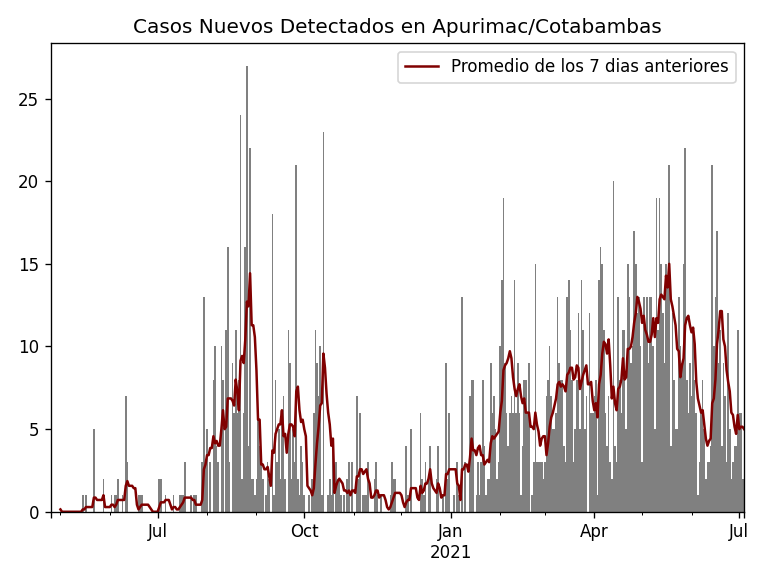 Casos Nuevos Detectados en Apurimac/Cotabambas
Promedio de los 7 dias anteriores
25
20
15
10
5
0
Jul
Oct
Jan
2021
Apr
Jul